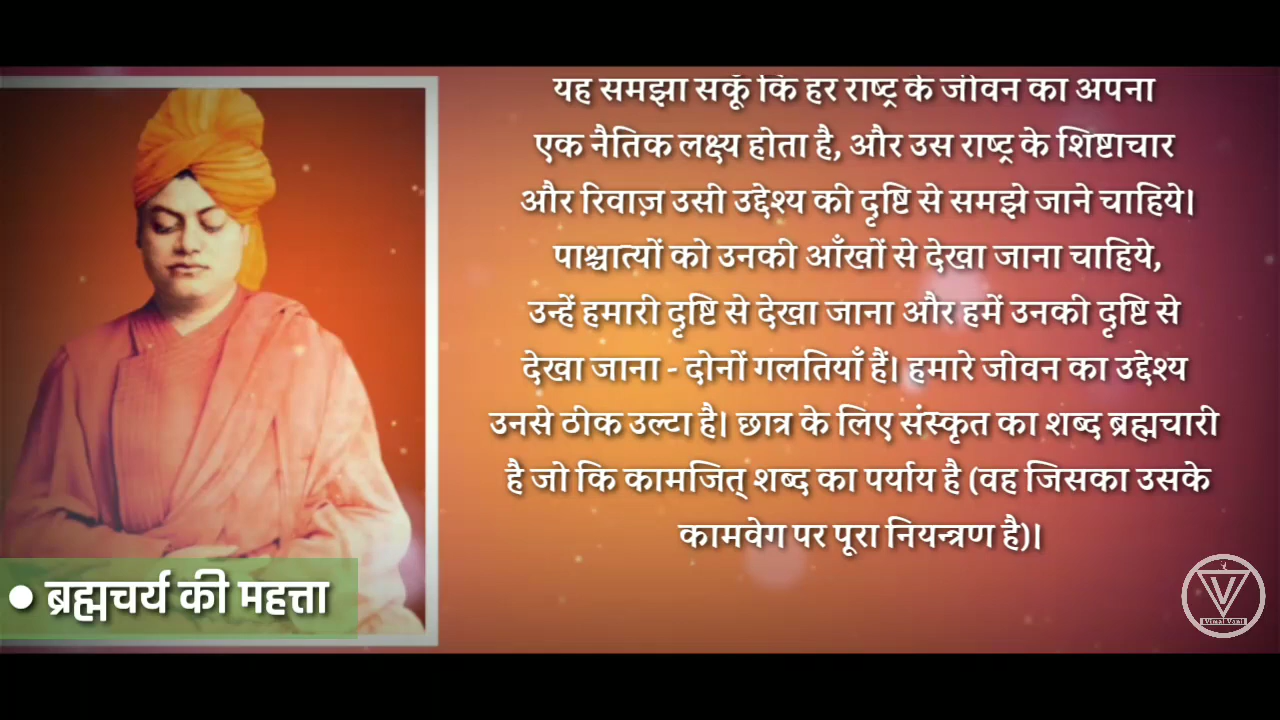 यह समझा सकूँ कि हर राष्ट्र के जीवन का अपना
एक नैतिक लक्ष्य होता है, और उस राष्ट्र के शिष्टाचार
और रिवाज़ उसी उद्देश्य की दृष्टि से समझे जाने चाहिये।
पाश्चात्यों को उनकी आँखों से देखा जाना चाहिये,
उन्हें हमारी दृष्टि से देखा जाना और हमें उनकी दृष्टि से
देखा जाना - दोनों गलतियाँ हैं। हमारे जीवन का उद्देश्य
उनसे ठीक उल्टा है। छात्र के लिए संस्कृत का शब्द ब्रह्मचारी
है जो कि कामजित् शब्द का पर्याय है (वह जिसका उसके
कामवेग पर पूरा नियन्त्रण है)।
● ब्रह्मचर्य की महत्ता
Vimal Vani